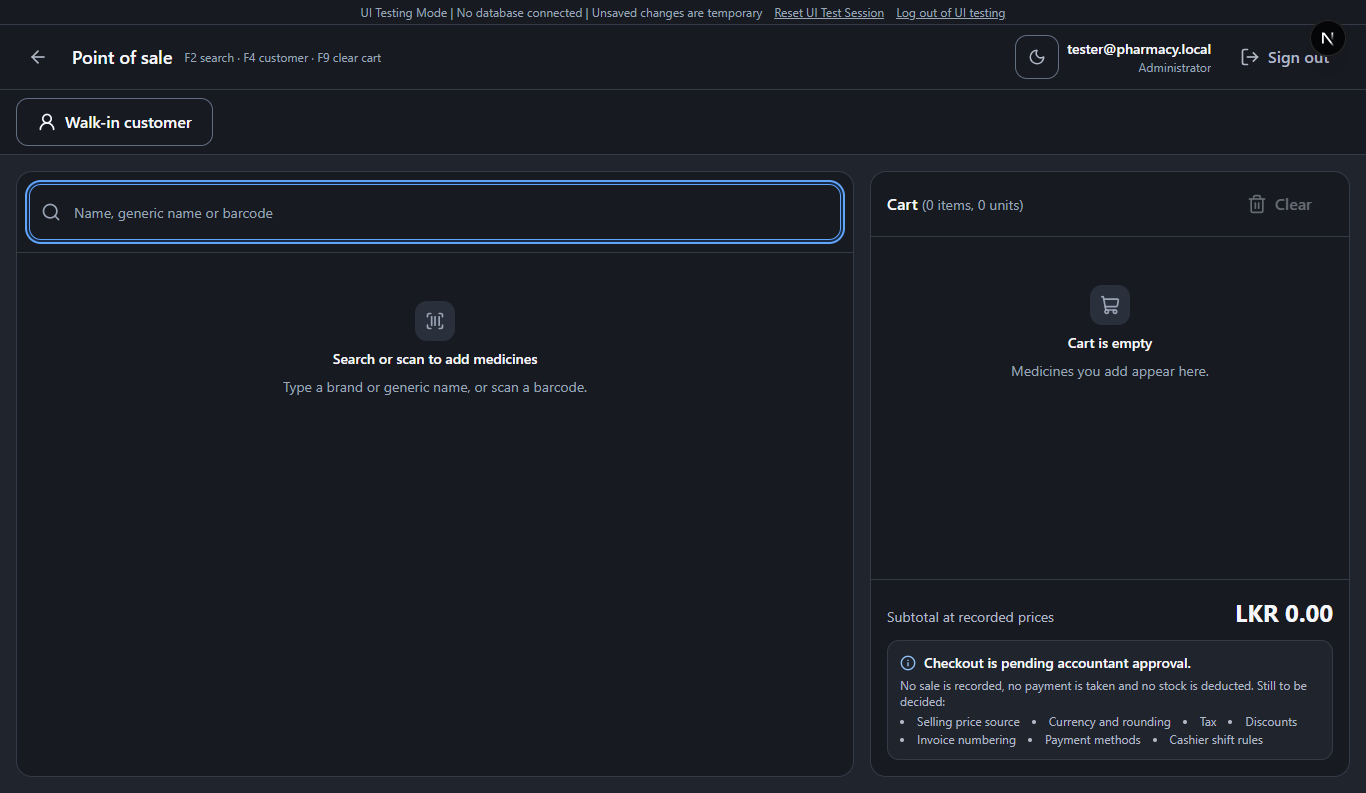 UI Testing Mode | No database connected | Unsaved changes are temporary Reset UI Test Session Log out of UI testing
Point of sale F2 search · F4 customer · F9 clear cart
tester@pharmacy.local
Administrator
Sign out
N
Walk-in customer
Name, generic name or barcode
Search or scan to add medicines
Type a brand or generic name, or scan a barcode.
Cart (0 items, 0 units)
Clear
Cart is empty
Medicines you add appear here.
Subtotal at recorded prices LKR 0.00
Checkout is pending accountant approval.
No sale is recorded, no payment is taken and no stock is deducted. Still to be
decided:
• Selling price source • Currency and rounding • Tax • Discounts
• Invoice numbering • Payment methods • Cashier shift rules